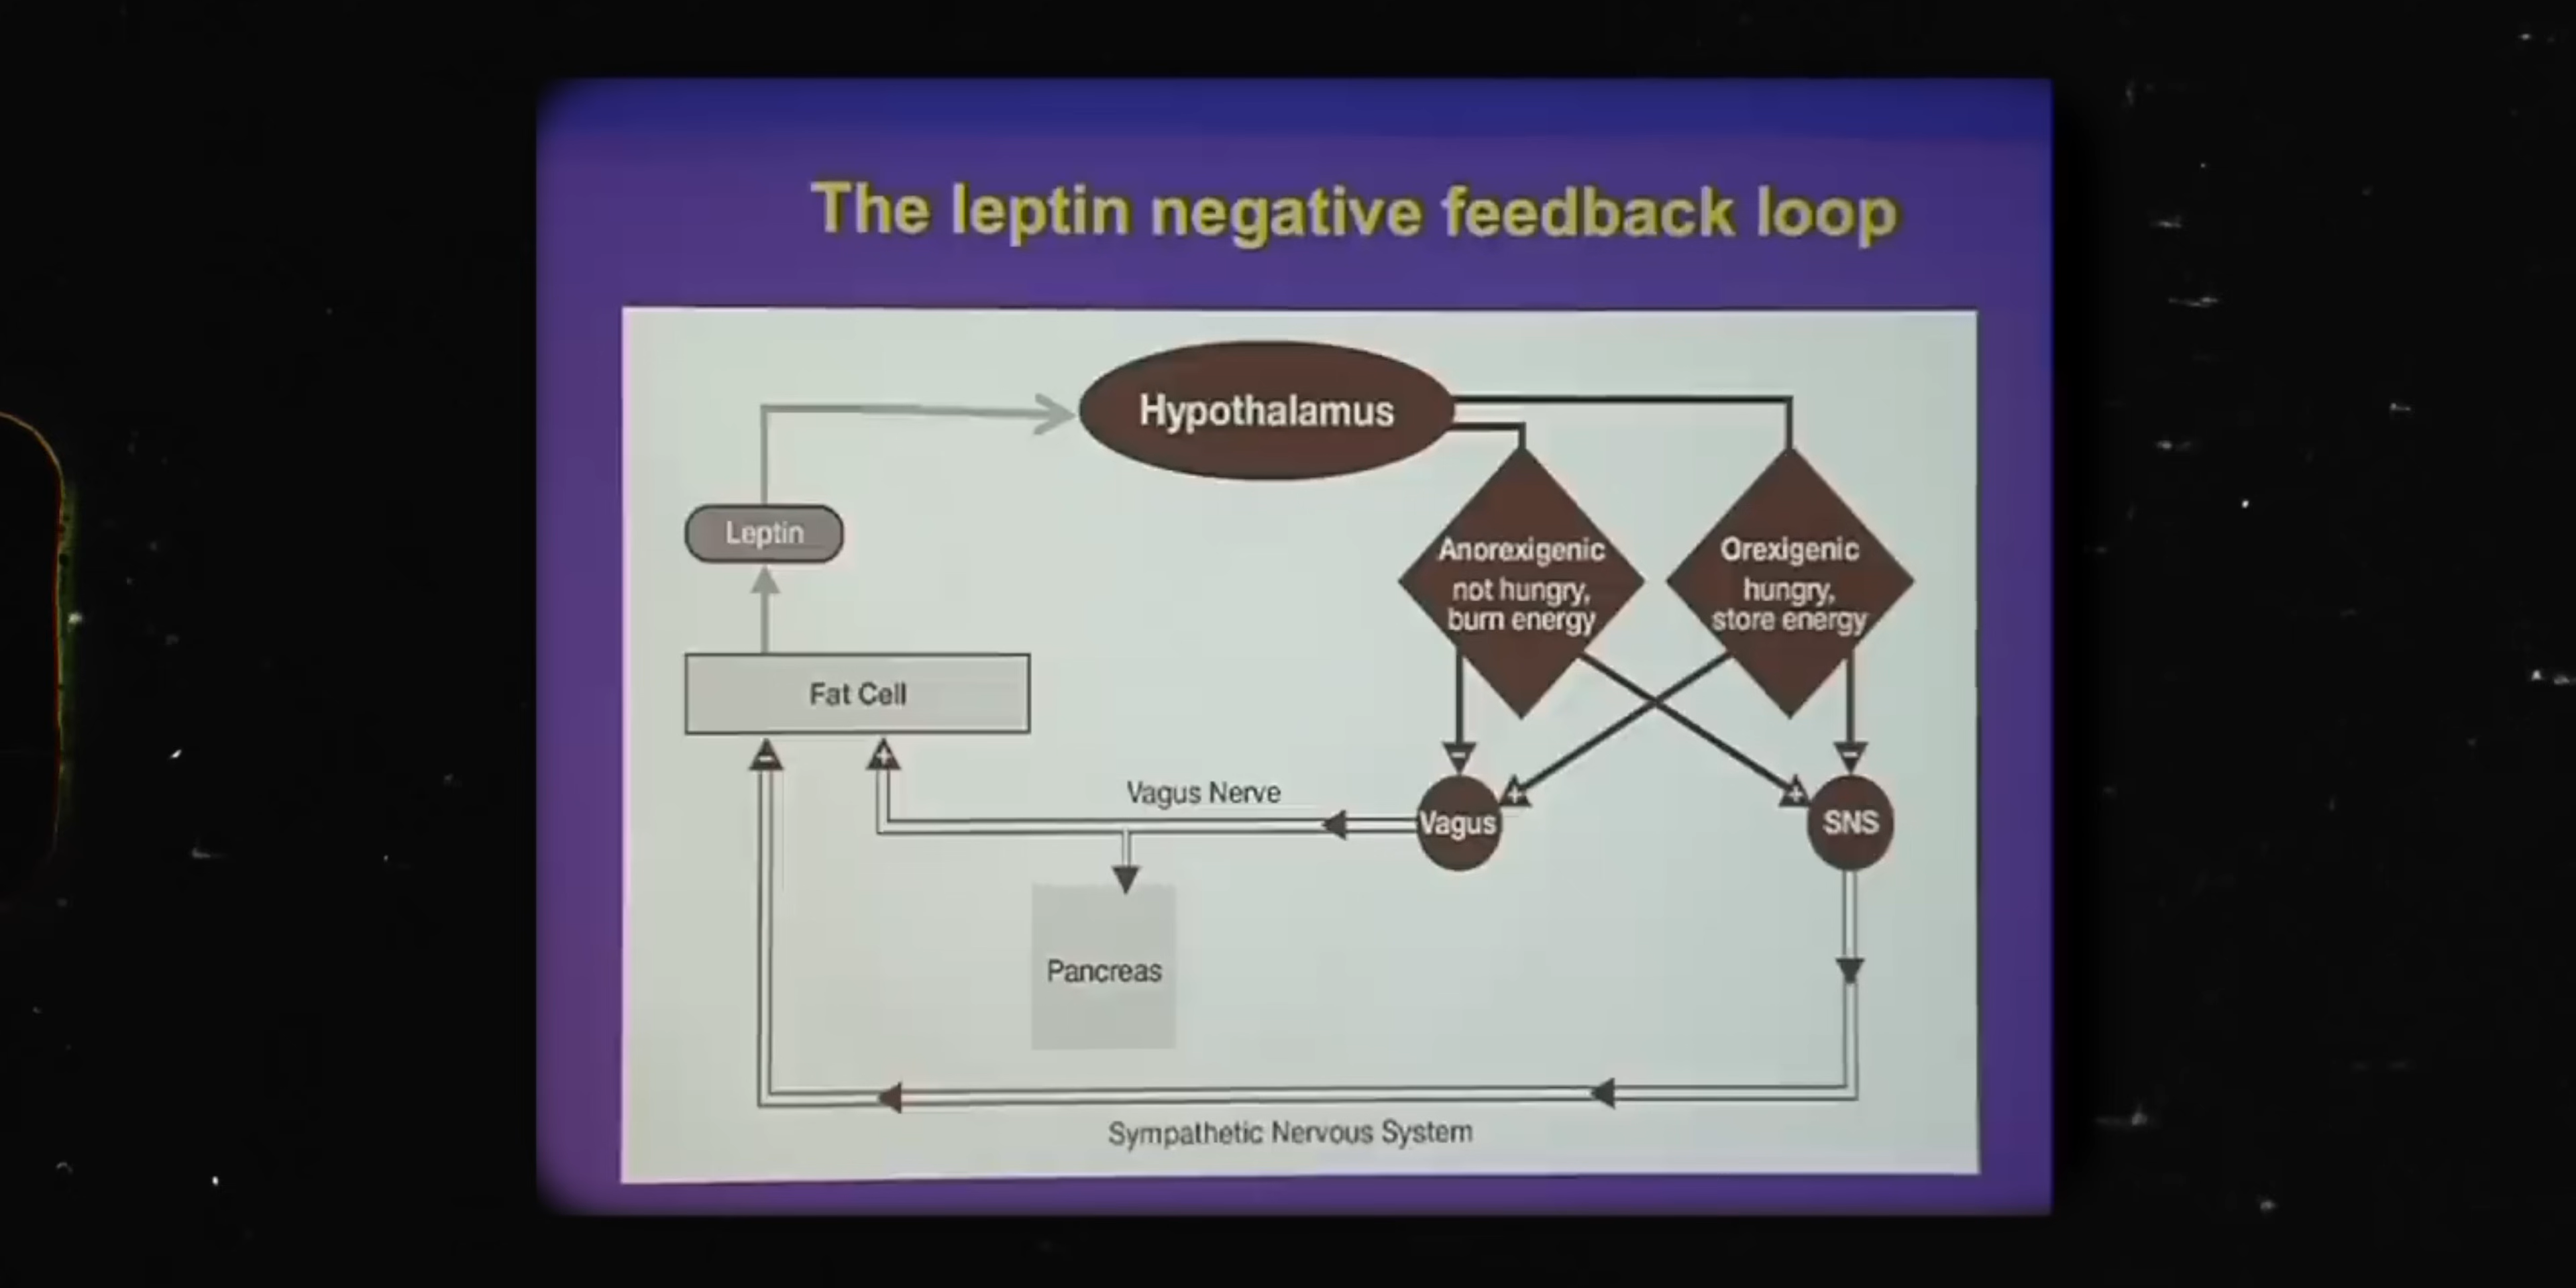 The leptin negative feedback loop
Hypothalamus
Leptin
Anorexigenic
not hungry,
burn energy
Orexigenic
hungry,
store energy
Fat Cell
−
+
−
+
+
−
Vagus Nerve
Vagus
SNS
Pancreas
Sympathetic Nervous System